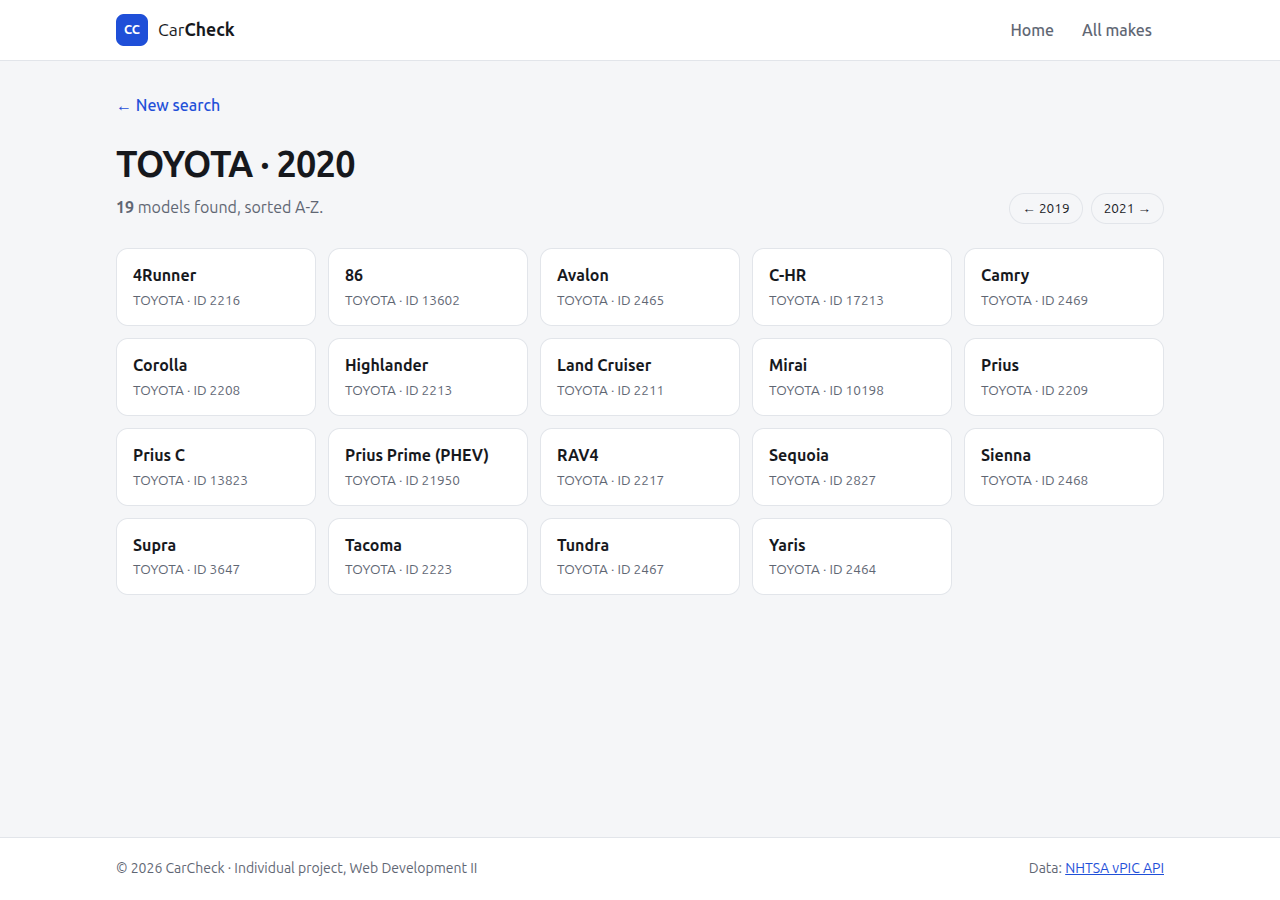 CC CarCheck Home All makes
← New search
TOYOTA · 2020
19 models found, sorted A-Z. ← 2019 2021 →
4Runner 86 Avalon C-HR Camry
TOYOTA · ID 2216 TOYOTA · ID 13602 TOYOTA · ID 2465 TOYOTA · ID 17213 TOYOTA · ID 2469
Corolla Highlander Land Cruiser Mirai Prius
TOYOTA · ID 2208 TOYOTA · ID 2213 TOYOTA · ID 2211 TOYOTA · ID 10198 TOYOTA · ID 2209
Prius C Prius Prime (PHEV) RAV4 Sequoia Sienna
TOYOTA · ID 13823 TOYOTA · ID 21950 TOYOTA · ID 2217 TOYOTA · ID 2827 TOYOTA · ID 2468
Supra Tacoma Tundra Yaris
TOYOTA · ID 3647 TOYOTA · ID 2223 TOYOTA · ID 2467 TOYOTA · ID 2464
© 2026 CarCheck · Individual project, Web Development II Data: NHTSA vPIC API